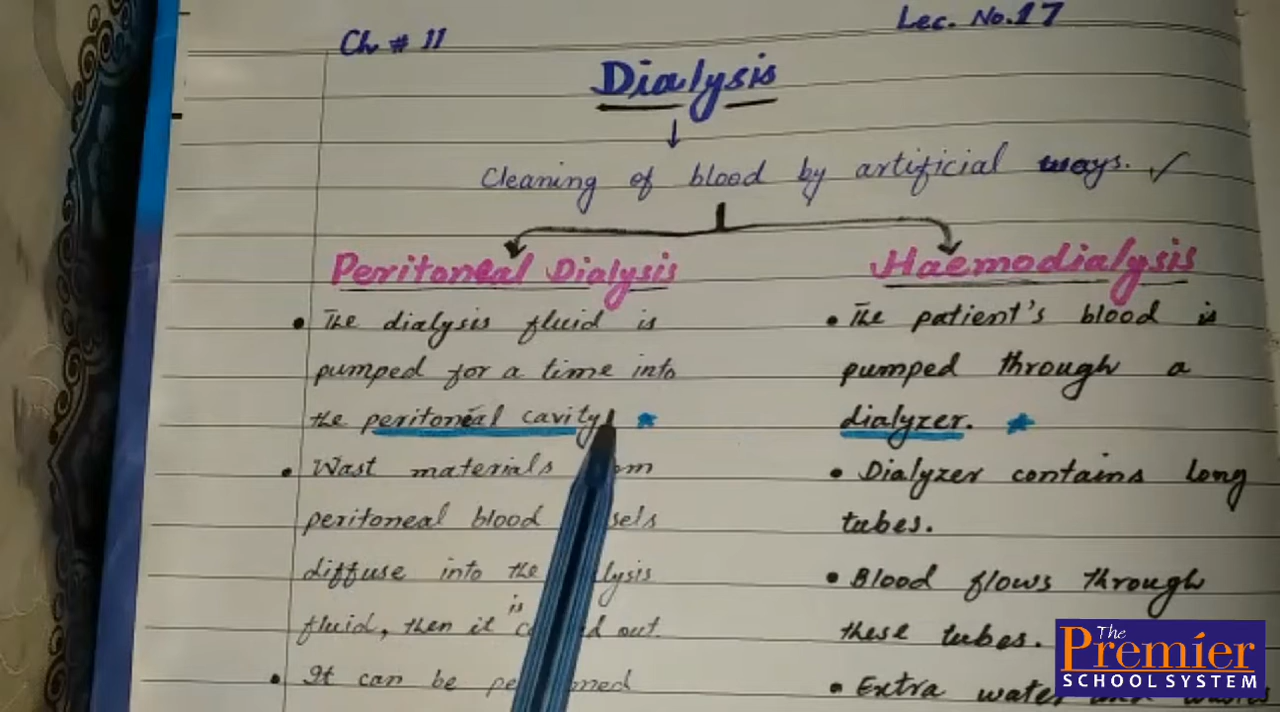 Ch # 11
Lec. No.17
Dialysis
Cleaning of blood by artificial ways.
Peritoneal Dialysis
• The dialysis fluid is
pumped for a time into
the peritoneal cavity
• Wast materials
peritoneal blood
diffuse into the
fluid, then it is out
• It can be
Haemodialysis
• The patient's blood is
pumped through a
dialyzer.
• Dialyzer contains long
tubes.
• Blood flows through
these tubes.
• Extra water
The
Premier
SCHOOL SYSTEM